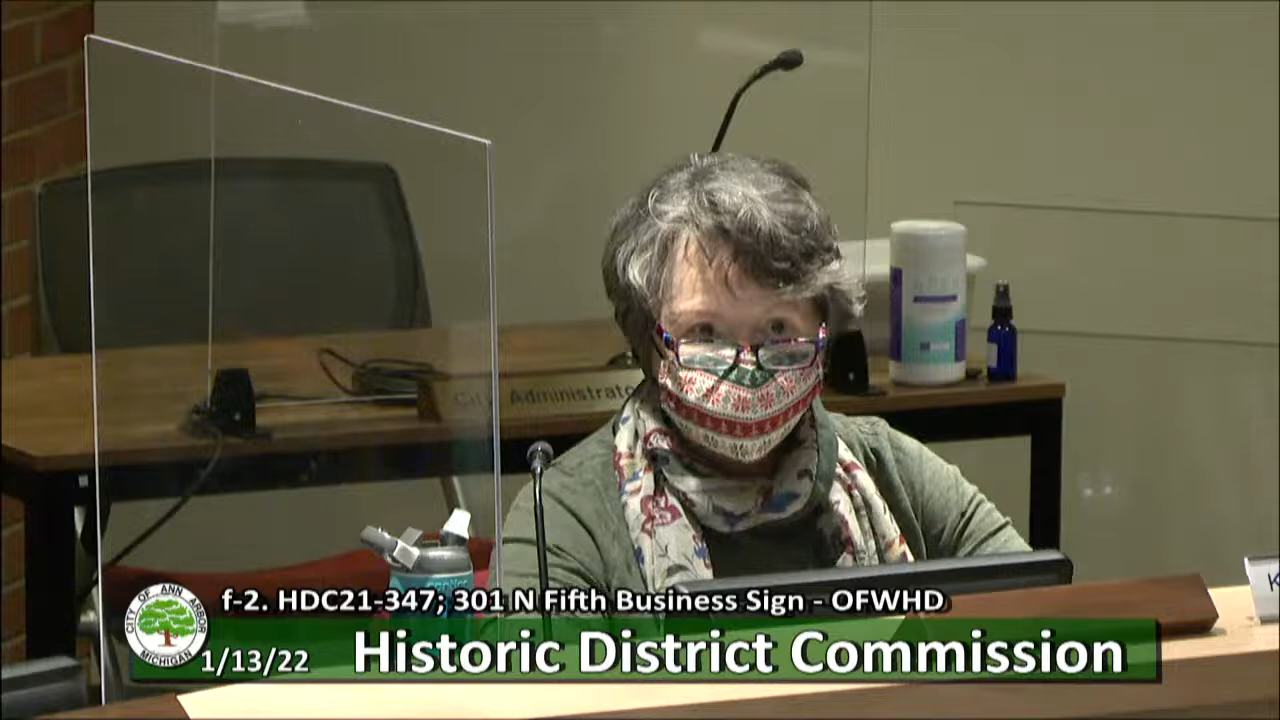 City Administrato
f-2. HDC21-347; 301 N Fifth Business Sign - OFWHD
CITY OF ANN ARBOR
MICHIGAN
1/13/22
Historic District Commission
K